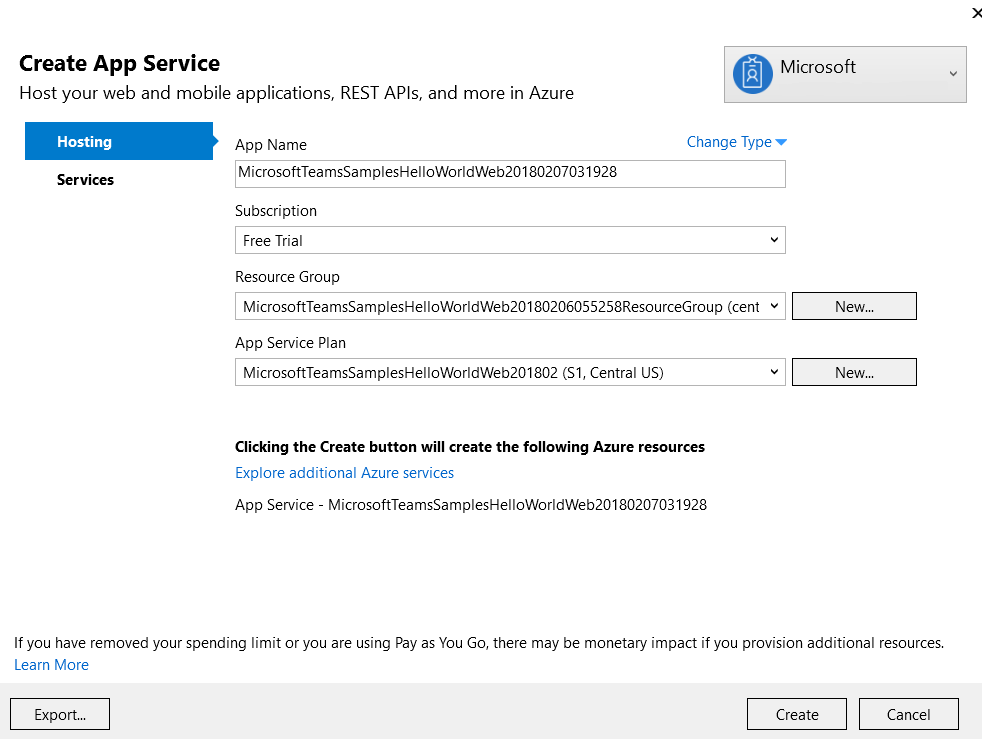 Create App Service
Host your web and mobile applications, REST APIs, and more in Azure
Microsoft
Hosting
Services
App Name
Change Type
MicrosoftTeamsSamplesHelloWorldWeb20180207031928
Subscription
Free Trial
Resource Group
MicrosoftTeamsSamplesHelloWorldWeb20180206055258ResourceGroup (cent
New...
App Service Plan
MicrosoftTeamsSamplesHelloWorldWeb201802 (S1, Central US)
New...
Clicking the Create button will create the following Azure resources
Explore additional Azure services
App Service - MicrosoftTeamsSamplesHelloWorldWeb20180207031928
If you have removed your spending limit or you are using Pay as You Go, there may be monetary impact if you provision additional resources.
Learn More
Export...
Create
Cancel